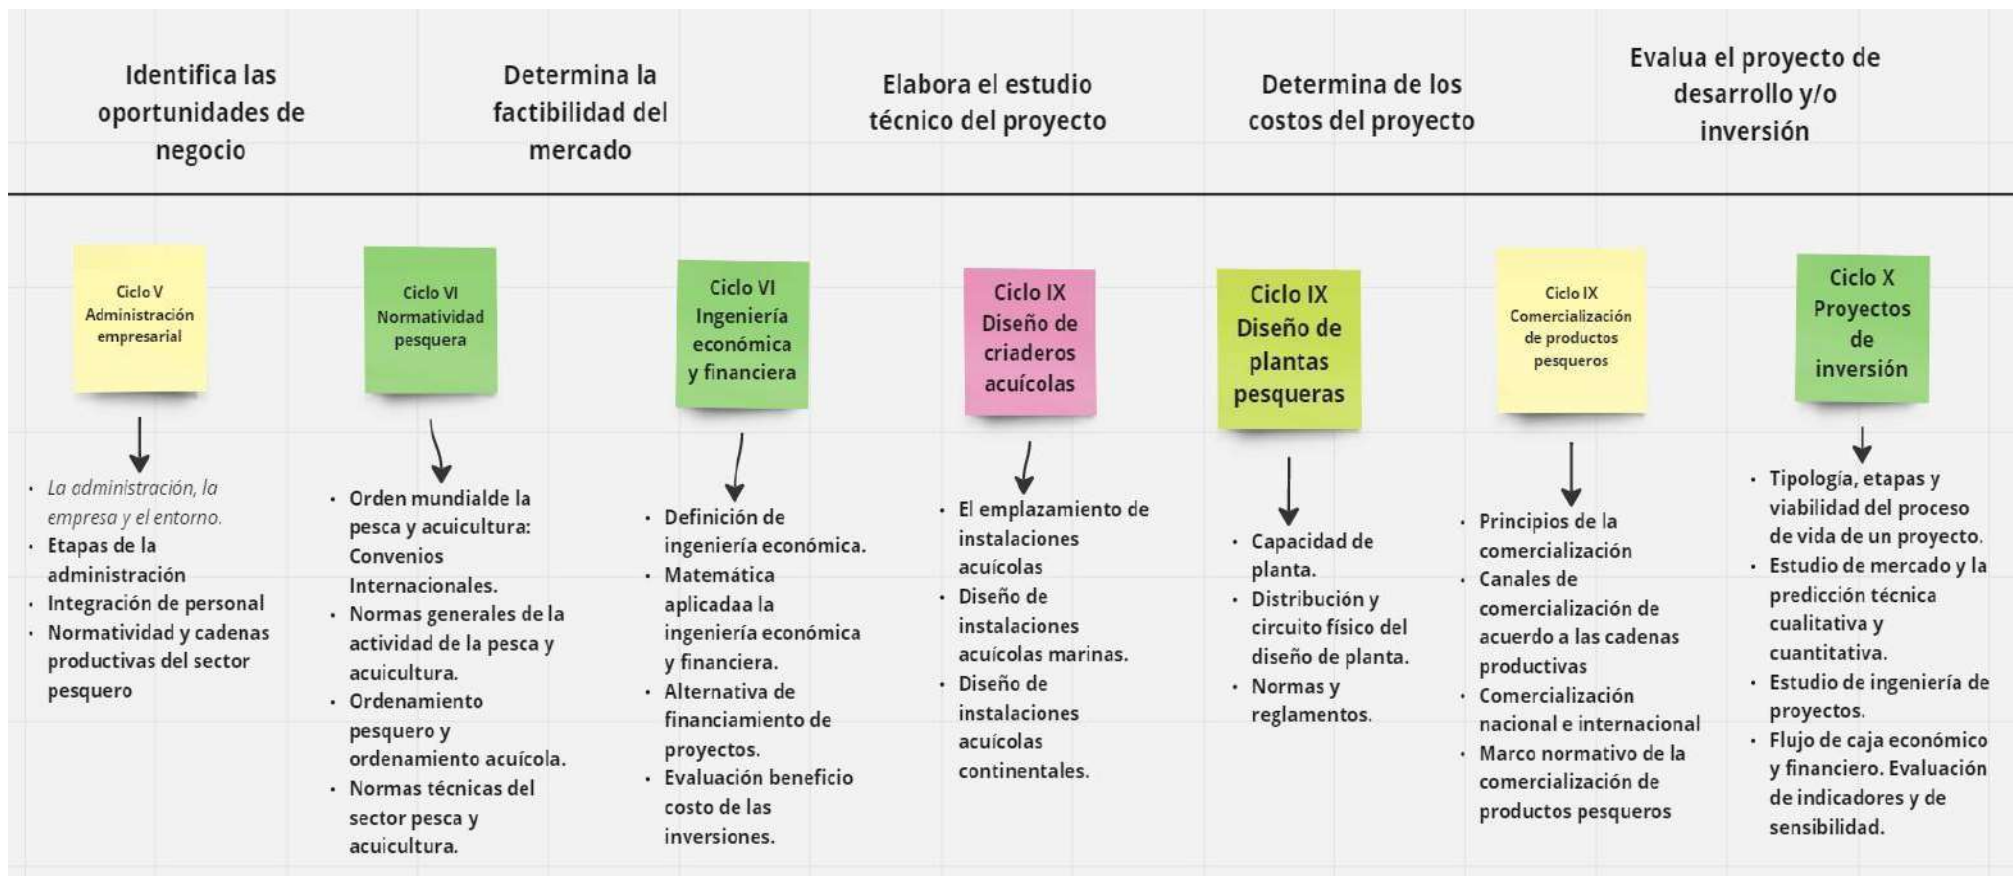 Identifica las
oportunidades de
negocio
Determina la
factibilidad del
mercado
Elabora el estudio
técnico del proyecto
Determina de los
costos del proyecto
Evalua el proyecto de
desarrollo y/o
inversión
Ciclo V
Administración
empresarial
• La administración, la
empresa y el entorno.
• Etapas de la
administración
• Integración de personal
• Normatividad y cadenas
productivas del sector
pesquero
Ciclo VI
Normatividad
pesquera
• Orden mundialde la
pesca y acuicultura:
Convenios
Internacionales.
• Normas generales de la
actividad de la pesca y
acuicultura.
• Ordenamiento
pesquero y
ordenamiento acuícola.
• Normas técnicas del
sector pesca y
acuicultura.
Ciclo VI
Ingeniería
económica
y financiera
• Definición de
ingeniería económica.
• Matemática
aplicadaa la
ingeniería económica
y financiera.
• Alternativa de
financiamiento de
proyectos.
• Evaluación beneficio
costo de las
inversiones.
Ciclo IX
Diseño de
criaderos
acuícolas
• El emplazamiento de
instalaciones
acuícolas
• Diseño de
instalaciones
acuícolas marinas.
• Diseño de
instalaciones
acuícolas
continentales.
Ciclo IX
Diseño de
plantas
pesqueras
• Capacidad de
planta.
• Distribución y
circuito físico del
diseño de planta.
• Normas y
reglamentos.
Ciclo IX
Comercialización
de productos
pesqueros
• Principios de la
comercialización
• Canales de
comercialización de
acuerdo a las cadenas
productivas
• Comercialización
nacional e internacional
• Marco normativo de la
comercialización de
productos pesqueros
Ciclo X
Proyectos
de
inversión
• Tipología, etapas y
viabilidad del proceso
de vida de un proyecto.
• Estudio de mercado y la
predicción técnica
cualitativa y
cuantitativa.
• Estudio de ingeniería de
proyectos.
• Flujo de caja económico
y financiero. Evaluación
de indicadores y de
sensibilidad.